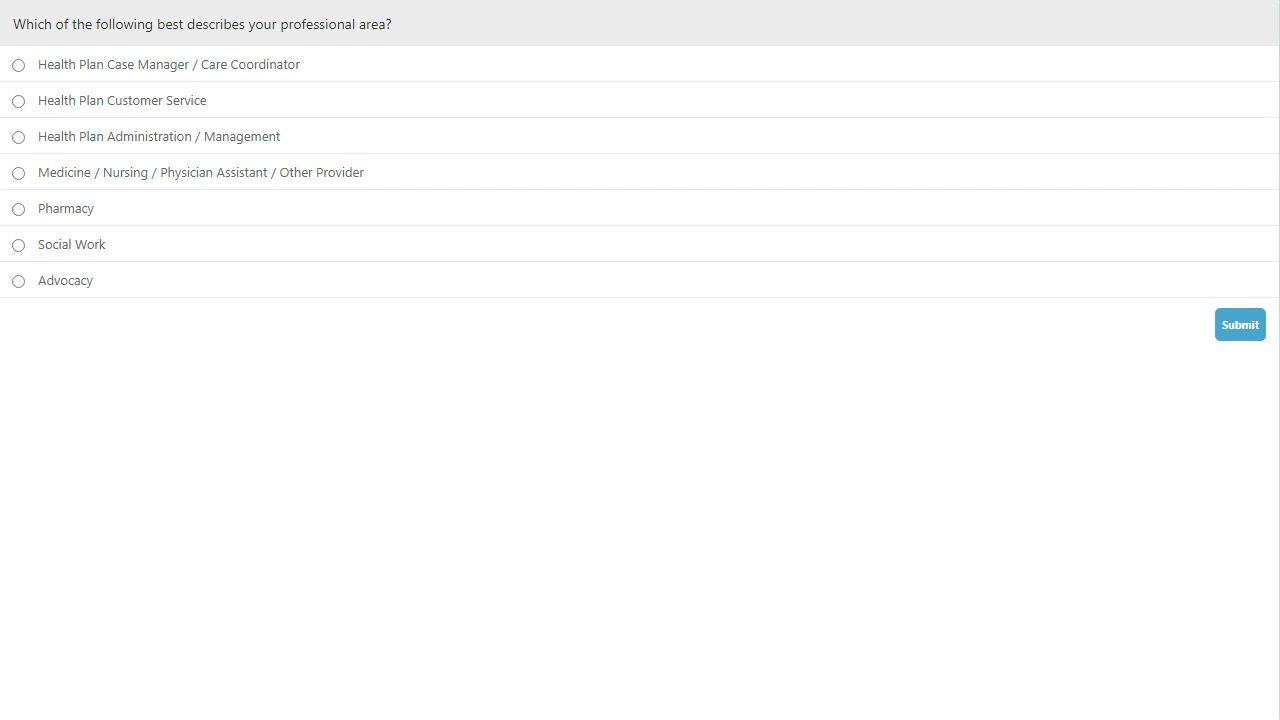 Which of the following best describes your professional area?
Health Plan Case Manager / Care Coordinator
Health Plan Customer Service
Health Plan Administration / Management
Medicine / Nursing / Physician Assistant / Other Provider
Pharmacy
Social Work
Advocacy
Submit